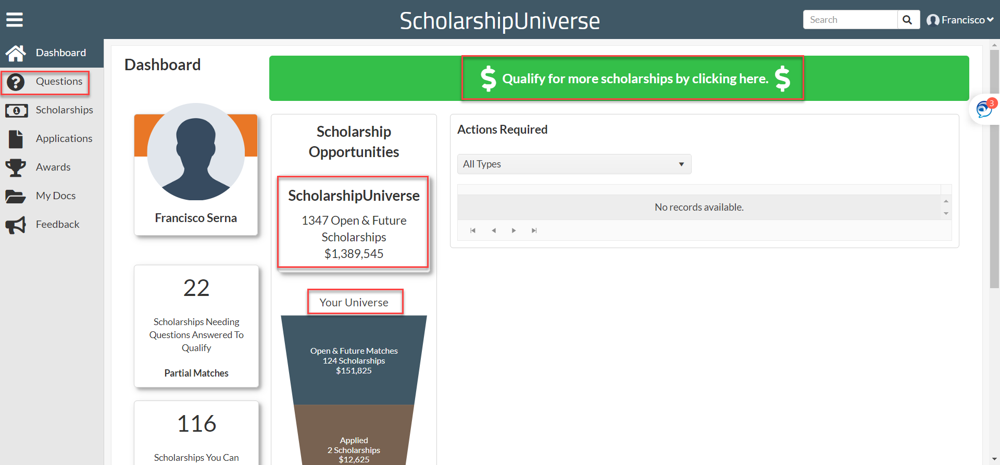 ScholarshipUniverse
Search
Francisco
Dashboard
Questions
Scholarships
Applications
Awards
My Docs
Feedback
Dashboard
$ Qualify for more scholarships by clicking here. $
3
Francisco Serna
22
Scholarships Needing
Questions Answered To
Qualify
Partial Matches
116
Scholarships You Can
Scholarship
Opportunities
ScholarshipUniverse
1347 Open & Future
Scholarships
$1,389,545
Your Universe
Open & Future Matches
124 Scholarships
$151,825
Applied
2 Scholarships
$12,625
Actions Required
All Types
No records available.